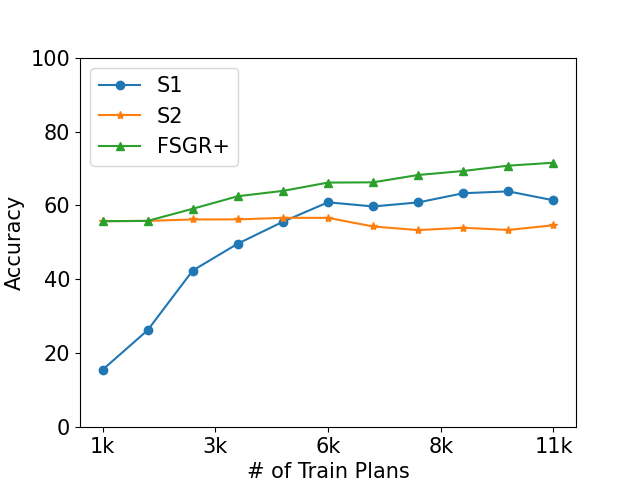 100
80
60
40
20
0
Accuracy
S1
S2
FSGR+
1k
3k
6k
8k
11k
# of Train Plans